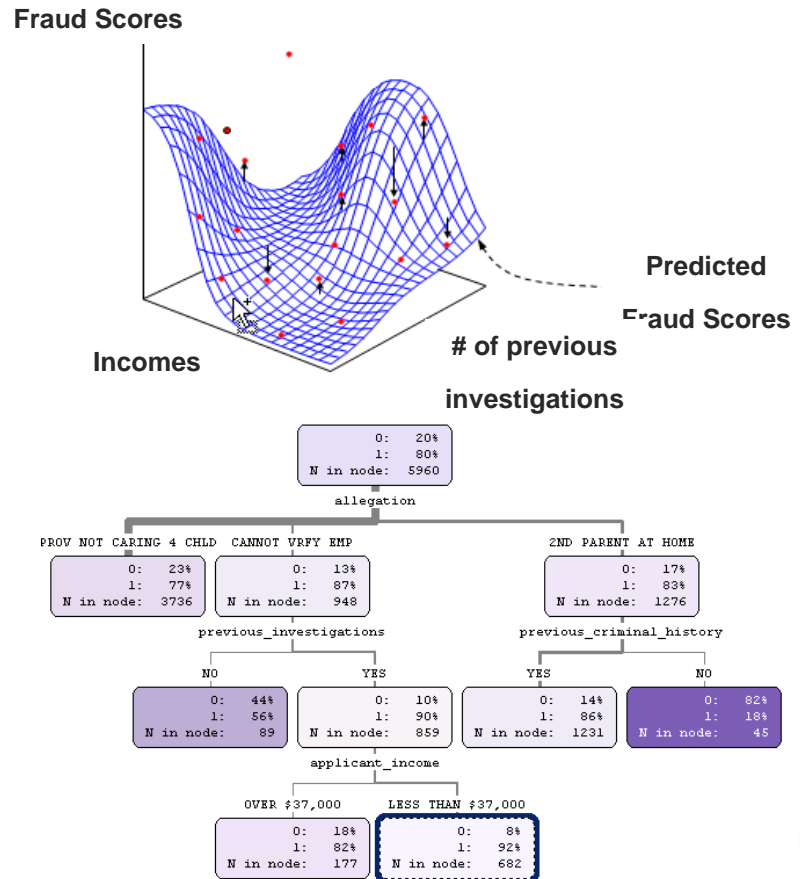 Fraud Scores
Predicted
Fraud Scores
Incomes
# of previous
investigations
0: 20%
1: 80%
N in node: 5960
allegation
PROV NOT CARING 4 CHLD CANNOT VRFY EMP 2ND PARENT AT HOME
0: 23% 0: 13% 0: 17%
1: 77% 1: 87% 1: 83%
N in node: 3736 N in node: 948 N in node: 1276
previous_investigations previous_criminal_history
NO YES YES NO
0: 44% 0: 10% 0: 14% 0: 82%
1: 56% 1: 90% 1: 86% 1: 18%
N in node: 89 N in node: 859 N in node: 1231 N in node: 45
applicant_income
OVER $37,000 LESS THAN $37,000
0: 18% 0: 8%
1: 82% 1: 92%
N in node: 177 N in node: 682